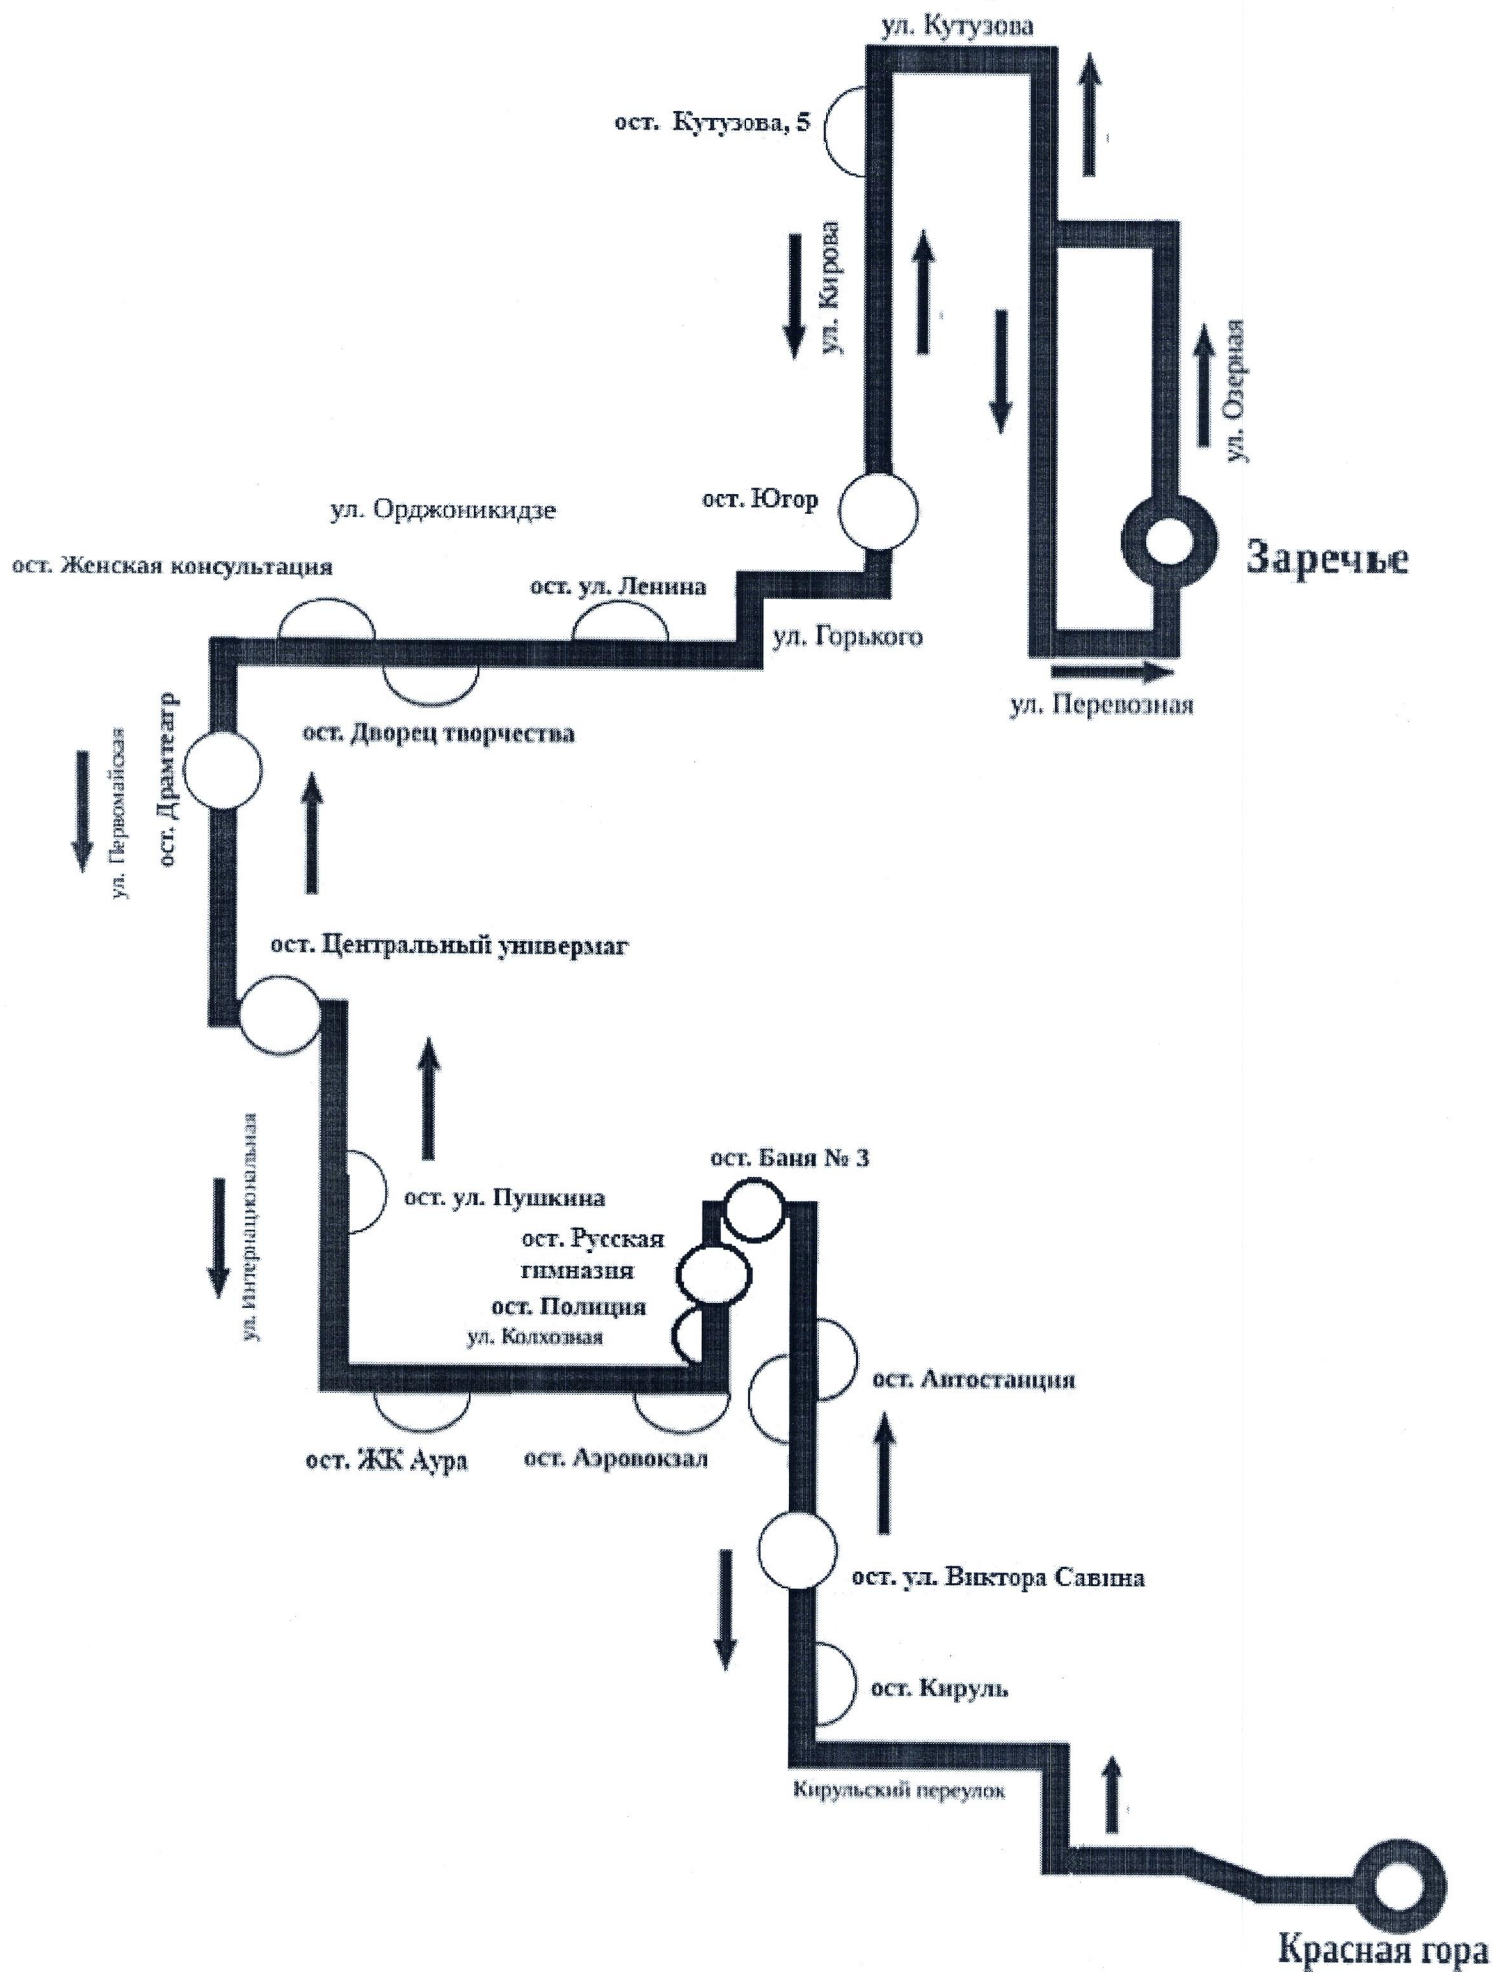 ул. Кутузова
ост. Кутузова, 5
ул. Кирова
ул. Озерная
ост. Югор
ул. Орджоникидзе
Заречье
ост. Женская консультация
ост. ул. Ленина
ул. Горького
ул. Перевозная
ост. Дворец творчества
ост. Драмтеатр
ул. Первомайская
ост. Центральный универмаг
ул. Интернациональная
ост. Баня № 3
ост. ул. Пушкина
ост. Русская
гимназия
ост. Полиция
ул. Колхозная
ост. Автостанция
ост. ЖК Аура
ост. Аэровокзал
ост. ул. Виктора Савина
ост. Кируль
Кирульский переулок
Красная гора